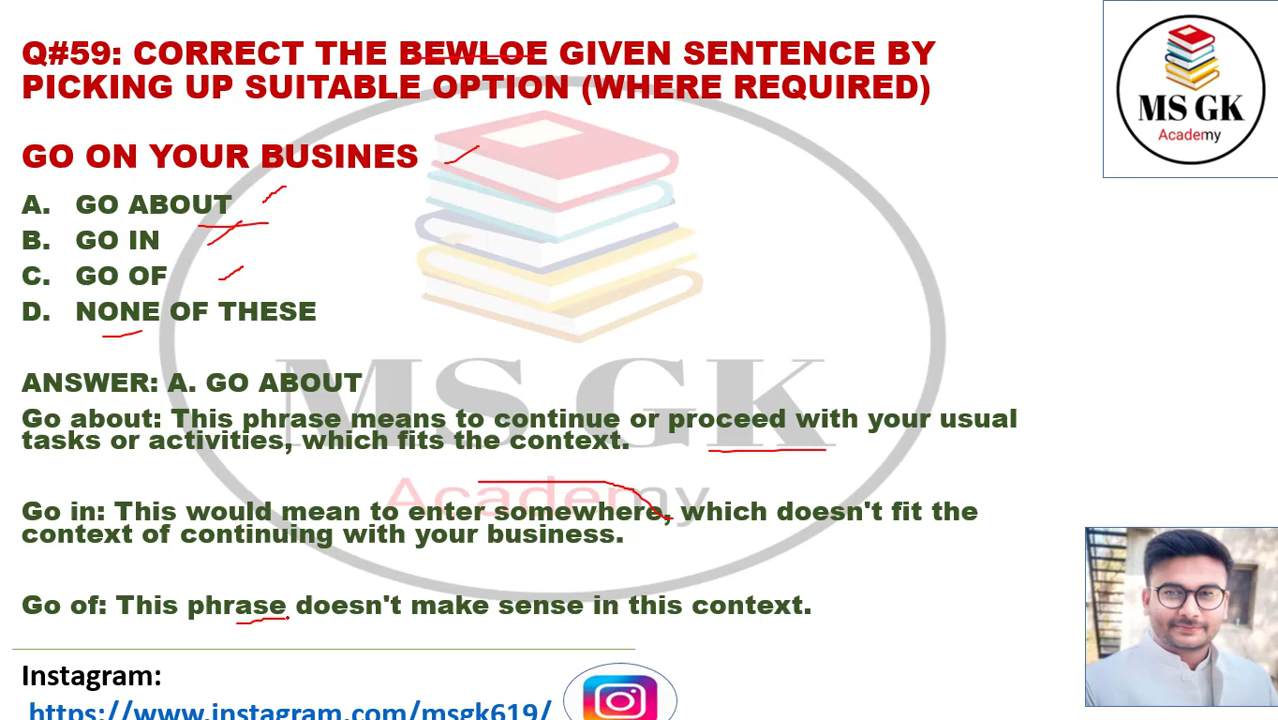 Q#59: CORRECT THE BEWLOE GIVEN SENTENCE BY
PICKING UP SUITABLE OPTION (WHERE REQUIRED)
MS GK
Academy
GO ON YOUR BUSINES
A. GO ABOUT
B. GO IN
C. GO OF
D. NONE OF THESE
MS GK
Academy
ANSWER: A. GO ABOUT
Go about: This phrase means to continue or proceed with your usual
tasks or activities, which fits the context.
Go in: This would mean to enter somewhere, which doesn't fit the
context of continuing with your business.
Go of: This phrase doesn't make sense in this context.
Instagram:
https://www.instagram.com/msgk619/